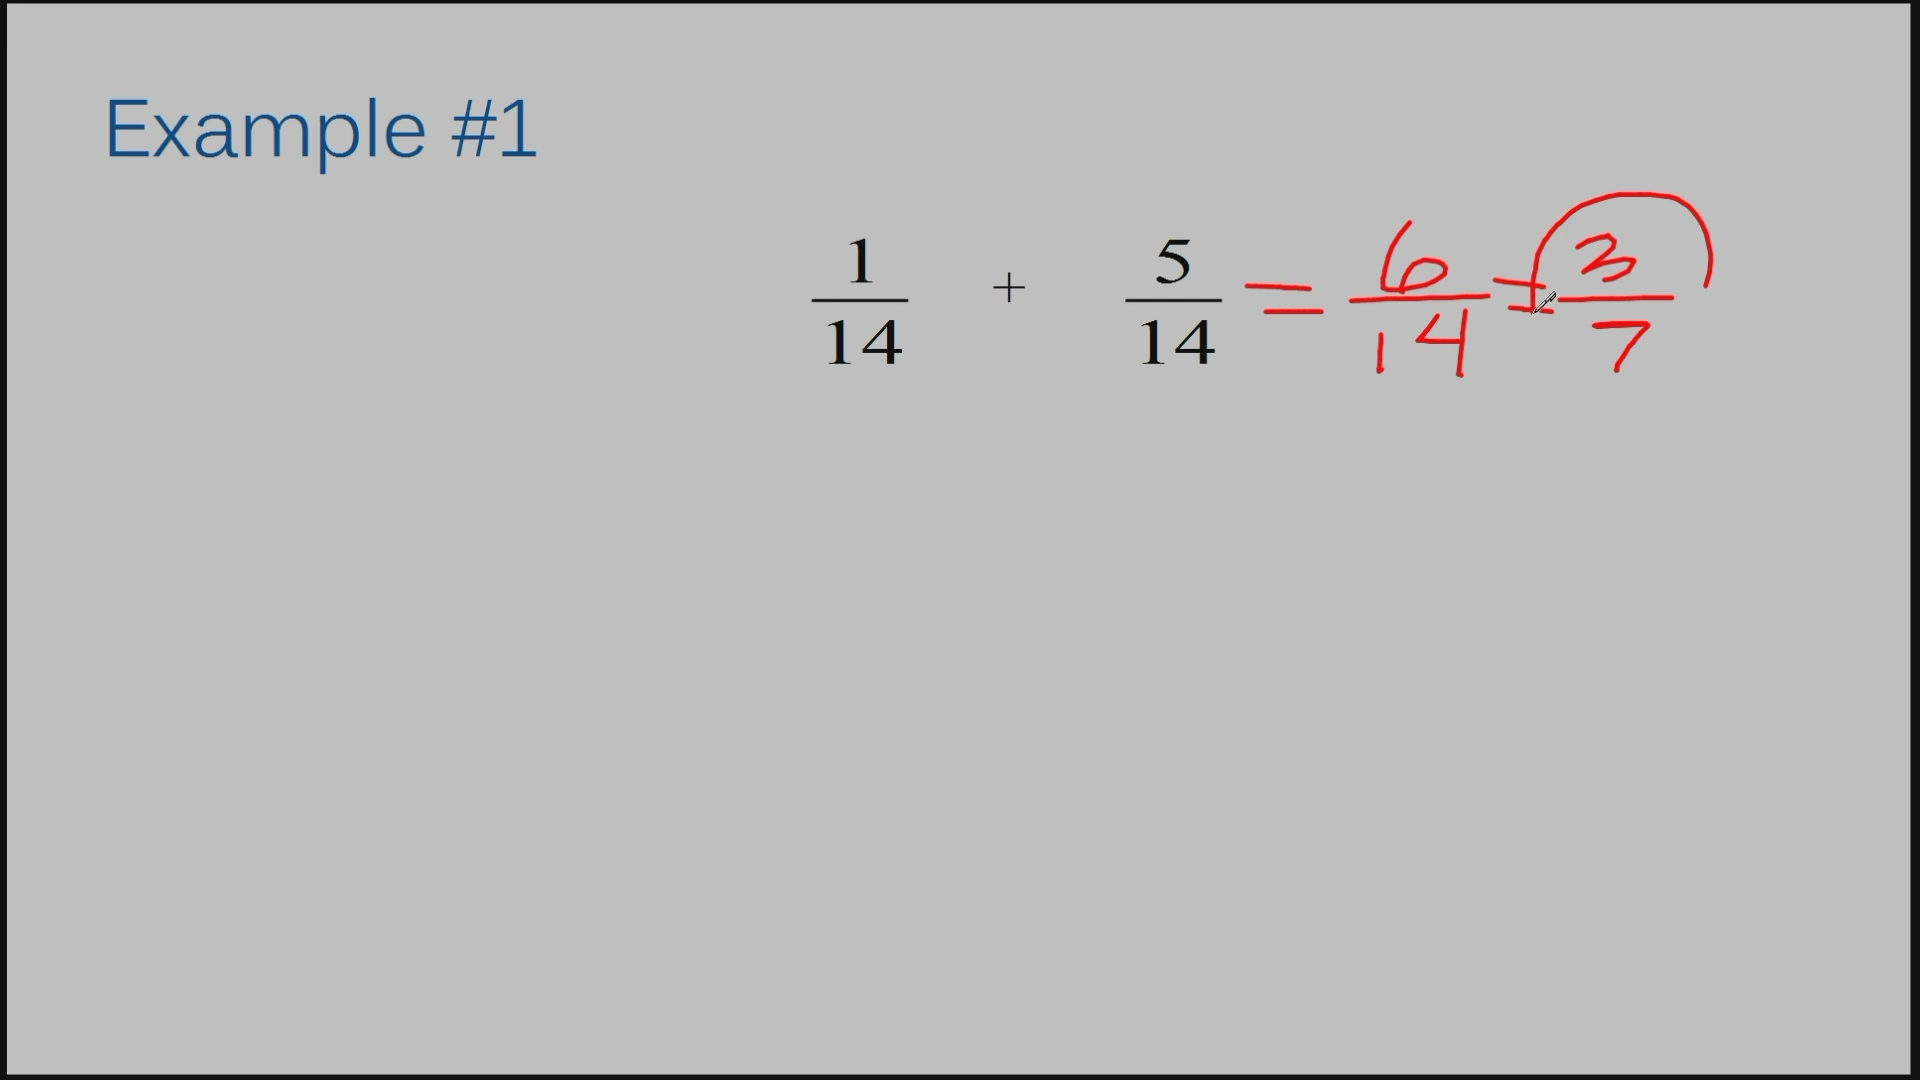 Example #1
1/14 + 5/14 = 6/14 = 3/7